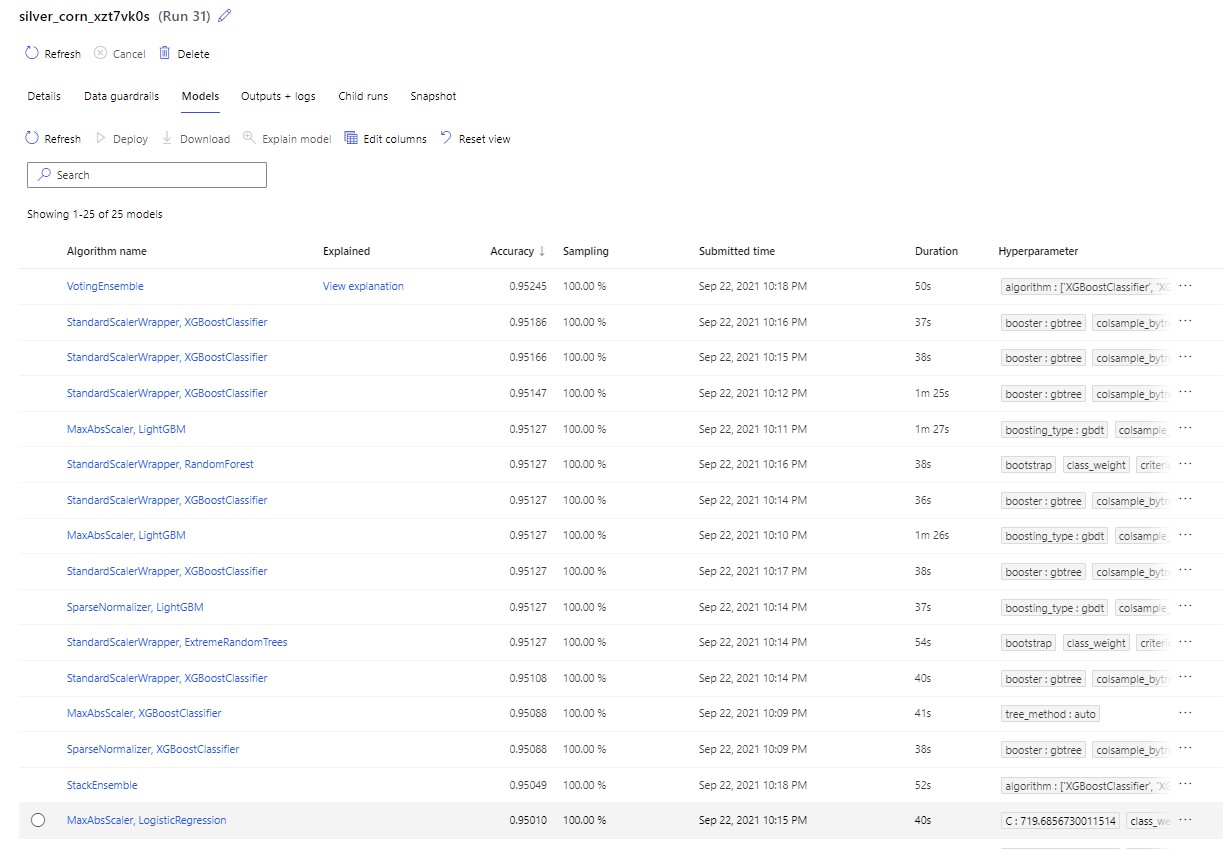 silver_corn_xzt7vk0s (Run 31)
Refresh Cancel Delete
Details Data guardrails Models Outputs + logs Child runs Snapshot
Refresh Deploy Download Explain model Edit columns Reset view
Search
Showing 1-25 of 25 models
Algorithm name Explained Accuracy ↓ Sampling Submitted time Duration Hyperparameter
VotingEnsemble View explanation 0.95245 100.00 % Sep 22, 2021 10:18 PM 50s algorithm : ['XGBoostClassifier', 'XG ...
StandardScalerWrapper, XGBoostClassifier 0.95186 100.00 % Sep 22, 2021 10:16 PM 37s booster : gbtree colsample_bytr ...
StandardScalerWrapper, XGBoostClassifier 0.95166 100.00 % Sep 22, 2021 10:15 PM 38s booster : gbtree colsample_bytr ...
StandardScalerWrapper, XGBoostClassifier 0.95147 100.00 % Sep 22, 2021 10:12 PM 1m 25s booster : gbtree colsample_bytr ...
MaxAbsScaler, LightGBM 0.95127 100.00 % Sep 22, 2021 10:11 PM 1m 27s boosting_type : gbdt colsample_ ...
StandardScalerWrapper, RandomForest 0.95127 100.00 % Sep 22, 2021 10:16 PM 38s bootstrap class_weight criteri ...
StandardScalerWrapper, XGBoostClassifier 0.95127 100.00 % Sep 22, 2021 10:14 PM 36s booster : gbtree colsample_bytr ...
MaxAbsScaler, LightGBM 0.95127 100.00 % Sep 22, 2021 10:10 PM 1m 26s boosting_type : gbdt colsample_ ...
StandardScalerWrapper, XGBoostClassifier 0.95127 100.00 % Sep 22, 2021 10:17 PM 38s booster : gbtree colsample_bytr ...
SparseNormalizer, LightGBM 0.95127 100.00 % Sep 22, 2021 10:14 PM 37s boosting_type : gbdt colsample_ ...
StandardScalerWrapper, ExtremeRandomTrees 0.95127 100.00 % Sep 22, 2021 10:14 PM 54s bootstrap class_weight criteri ...
StandardScalerWrapper, XGBoostClassifier 0.95108 100.00 % Sep 22, 2021 10:14 PM 40s booster : gbtree colsample_bytr ...
MaxAbsScaler, XGBoostClassifier 0.95088 100.00 % Sep 22, 2021 10:09 PM 41s tree_method : auto ...
SparseNormalizer, XGBoostClassifier 0.95088 100.00 % Sep 22, 2021 10:09 PM 38s booster : gbtree colsample_bytr ...
StackEnsemble 0.95049 100.00 % Sep 22, 2021 10:18 PM 52s algorithm : ['XGBoostClassifier', 'XG ...
MaxAbsScaler, LogisticRegression 0.95010 100.00 % Sep 22, 2021 10:15 PM 40s C : 719.6856730011514 class_we ...